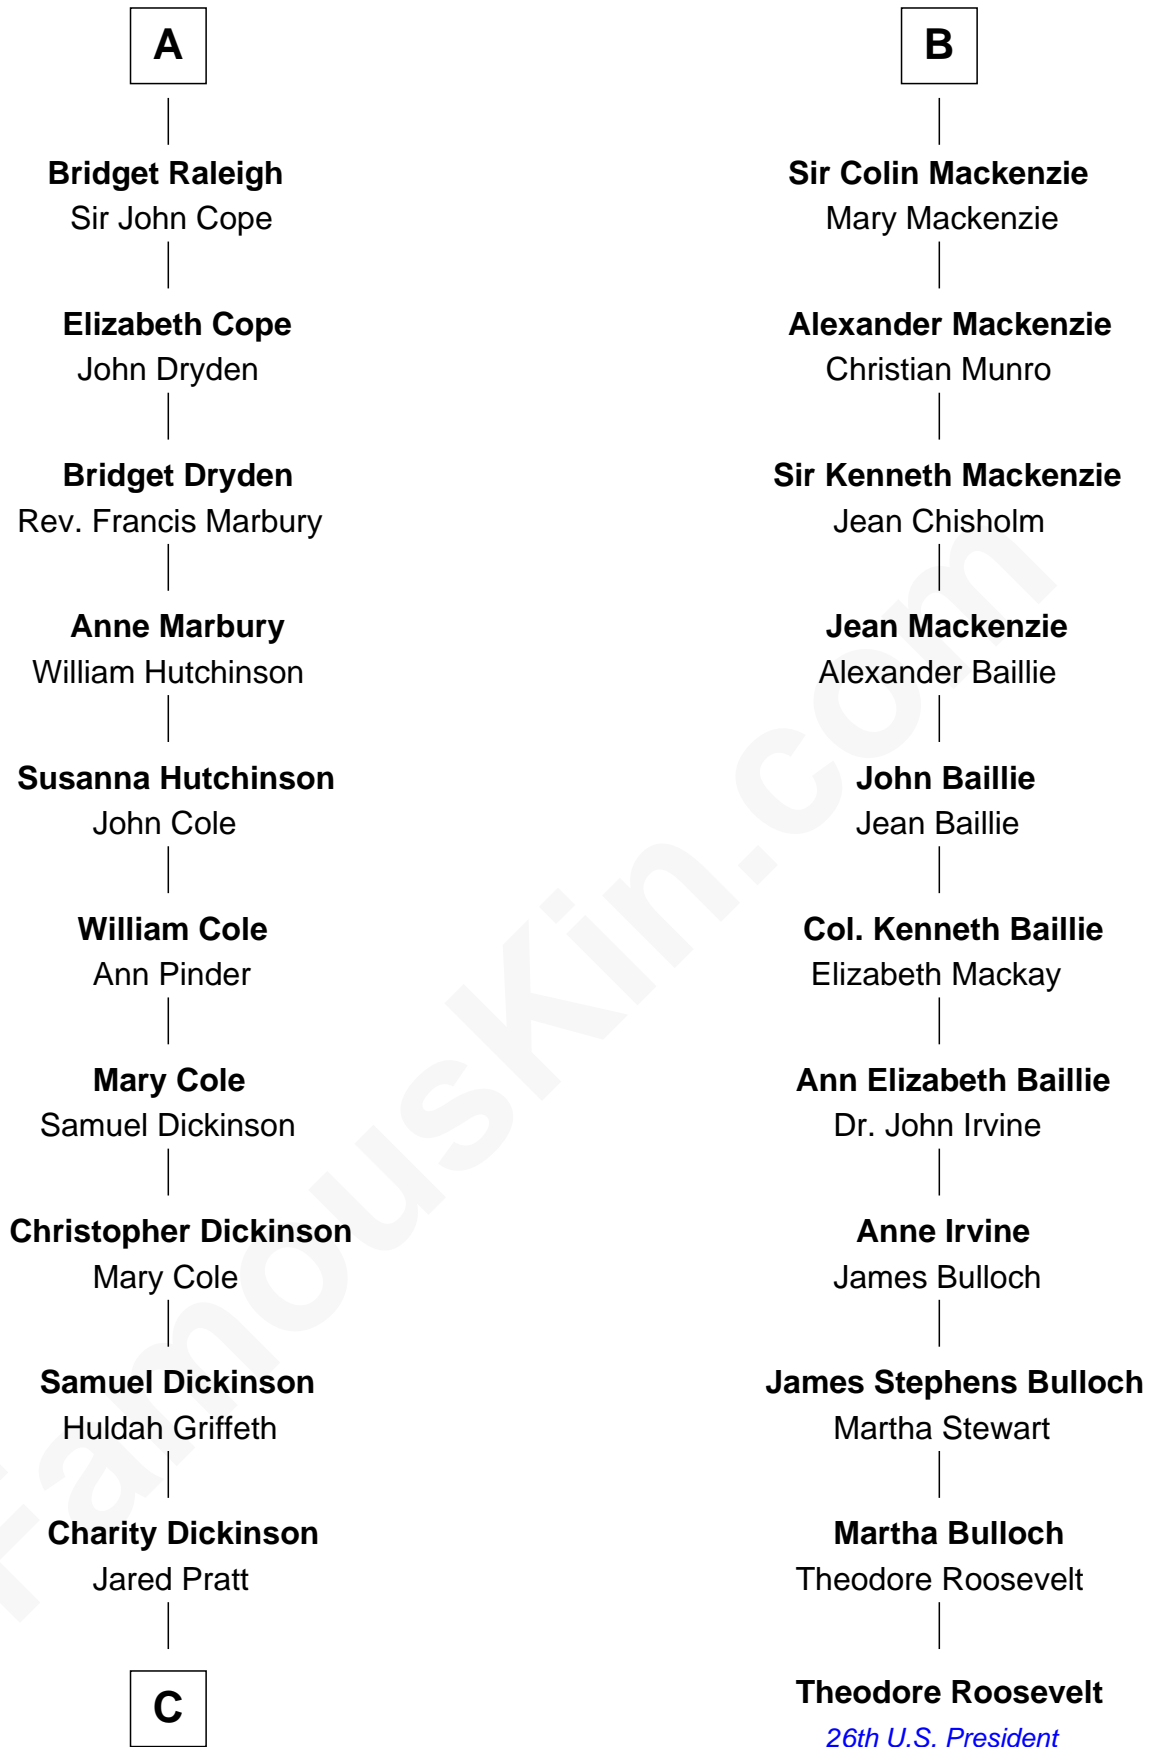 A
Bridget Raleigh
Sir John Cope
Elizabeth Cope
John Dryden
Bridget Dryden
Rev. Francis Marbury
Anne Marbury
William Hutchinson
Susanna Hutchinson
John Cole
William Cole
Ann Pinder
Mary Cole
Samuel Dickinson
Christopher Dickinson
Mary Cole
Samuel Dickinson
Huldah Griffeth
Charity Dickinson
Jared Pratt
C
B
Sir Colin Mackenzie
Mary Mackenzie
Alexander Mackenzie
Christian Munro
Sir Kenneth Mackenzie
Jean Chisholm
Jean Mackenzie
Alexander Baillie
John Baillie
Jean Baillie
Col. Kenneth Baillie
Elizabeth Mackay
Ann Elizabeth Baillie
Dr. John Irvine
Anne Irvine
James Bulloch
James Stephens Bulloch
Martha Stewart
Martha Bulloch
Theodore Roosevelt
Theodore Roosevelt
26th U.S. President
FamousKin.com